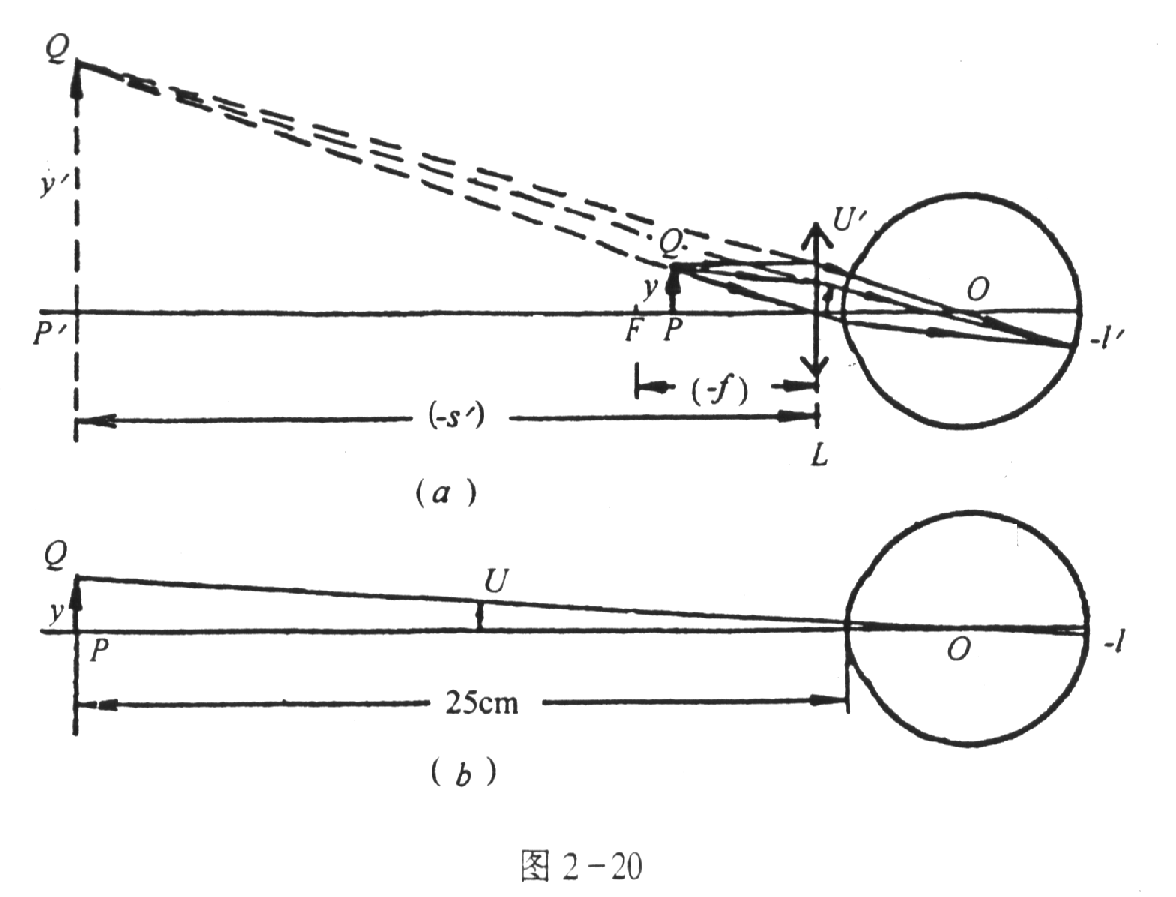 Q
y′
U′
Q
y
O
P′
F
P
-l′
(-f)
(-s′)
L
(a)
Q
U
y
P
O
-l
25cm
(b)
图 2-20